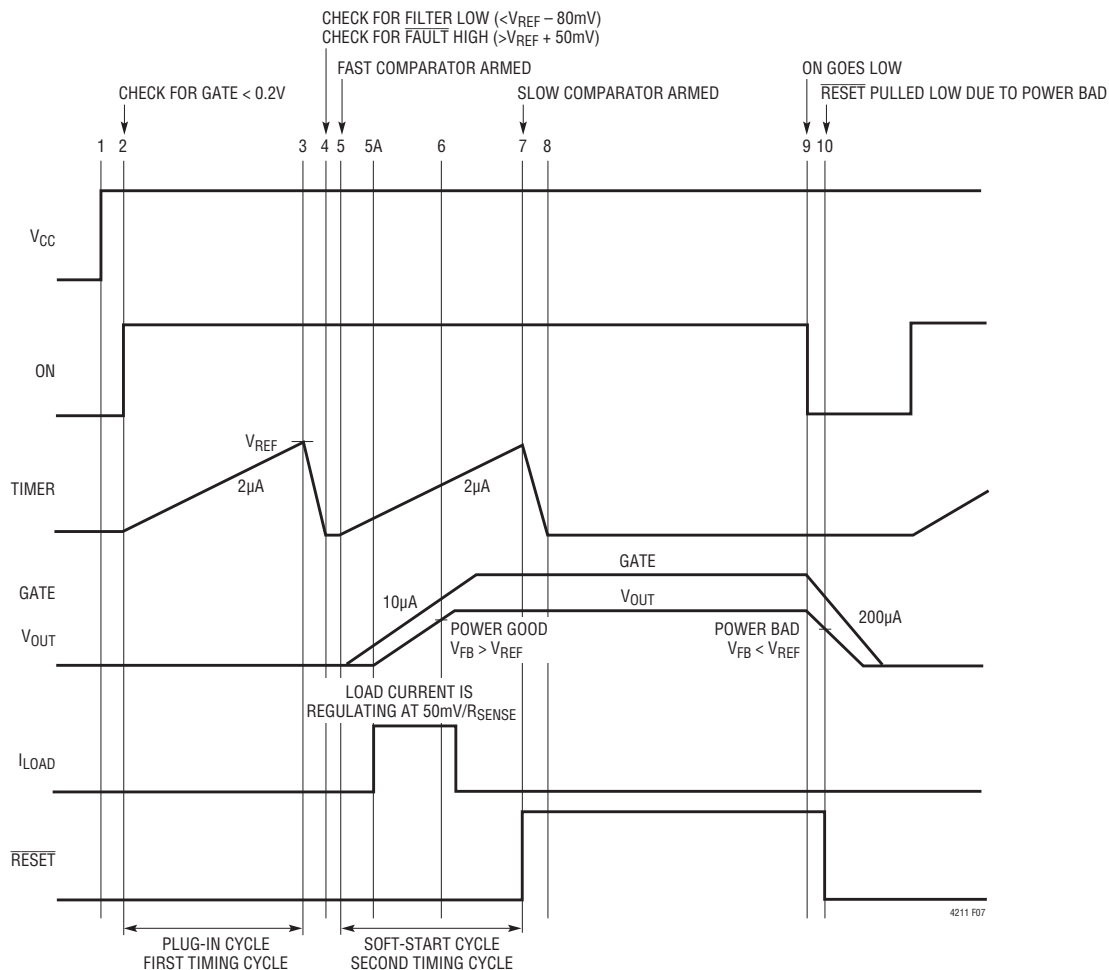 CHECK FOR FILTER LOW (<VREF – 80mV)
CHECK FOR FAULT HIGH (>VREF + 50mV)
FAST COMPARATOR ARMED
ON GOES LOW
CHECK FOR GATE < 0.2V
SLOW COMPARATOR ARMED
RESET PULLED LOW DUE TO POWER BAD
1 2 3 4 5 5A 6 7 8 9 10
VCC
ON
VREF
TIMER
2µA
2µA
GATE
GATE
10µA
VOUT
200µA
VOUT
POWER GOOD
VFB > VREF
POWER BAD
VFB < VREF
LOAD CURRENT IS
REGULATING AT 50mV/RSENSE
ILOAD
RESET
4211 F07
PLUG-IN CYCLE
FIRST TIMING CYCLE
SOFT-START CYCLE
SECOND TIMING CYCLE